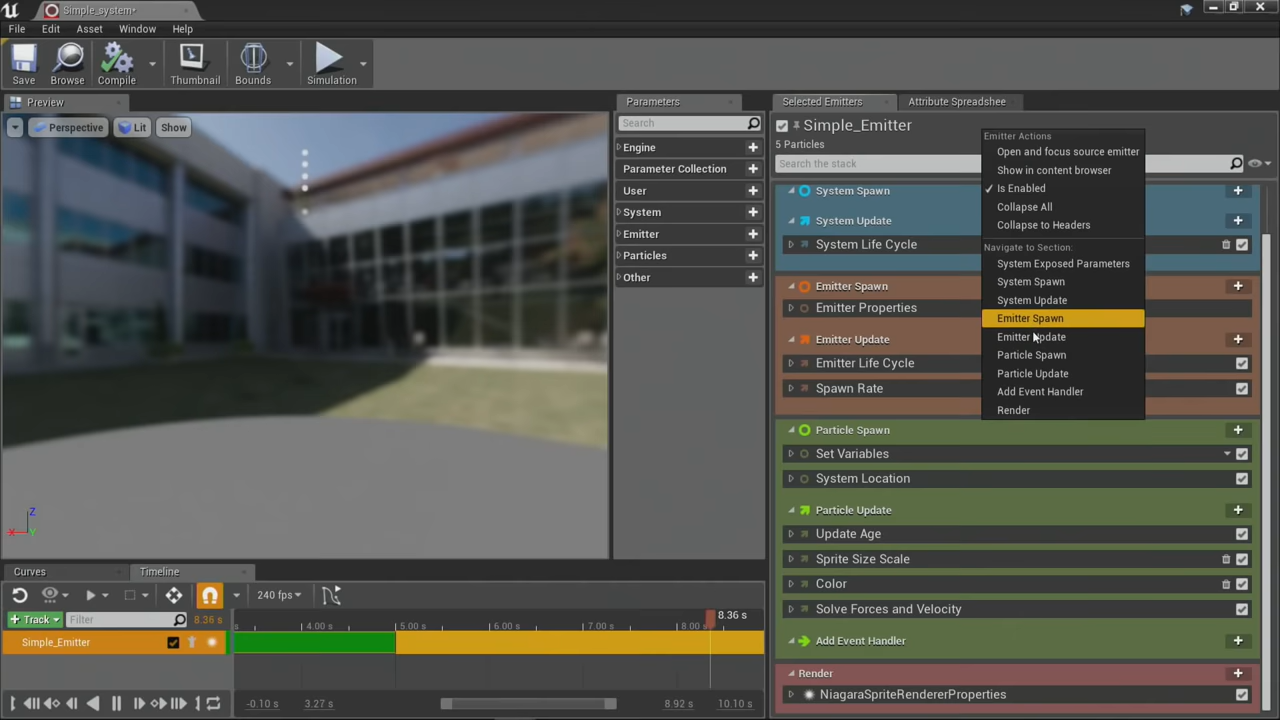 Simple_system*
File Edit Asset Window Help
Save Browse Compile Thumbnail Bounds Simulation
Preview
Perspective Lit Show
Z
X Y
Parameters
Search
Engine
Parameter Collection
User
System
Emitter
Particles
Other
Selected Emitters Attribute Spreadshee
Simple_Emitter
5 Particles
Search the stack
System Spawn
System Update
System Life Cycle
Emitter Spawn
Emitter Properties
Emitter Update
Emitter Life Cycle
Spawn Rate
Particle Spawn
Set Variables
System Location
Particle Update
Update Age
Sprite Size Scale
Color
Solve Forces and Velocity
Add Event Handler
Render
NiagaraSpriteRendererProperties
Emitter Actions
Open and focus source emitter
Show in content browser
Is Enabled
Collapse All
Collapse to Headers
Navigate to Section:
System Exposed Parameters
System Spawn
System Update
Emitter Spawn
Emitter Update
Particle Spawn
Particle Update
Add Event Handler
Render
Curves Timeline
240 fps
+ Track Filter 8.36 s
8.36 s
s 4.00 s 5.00 s 6.00 s 7.00 s 8.00 s
Simple_Emitter
-0.10 s 3.27 s 8.92 s 10.10 s